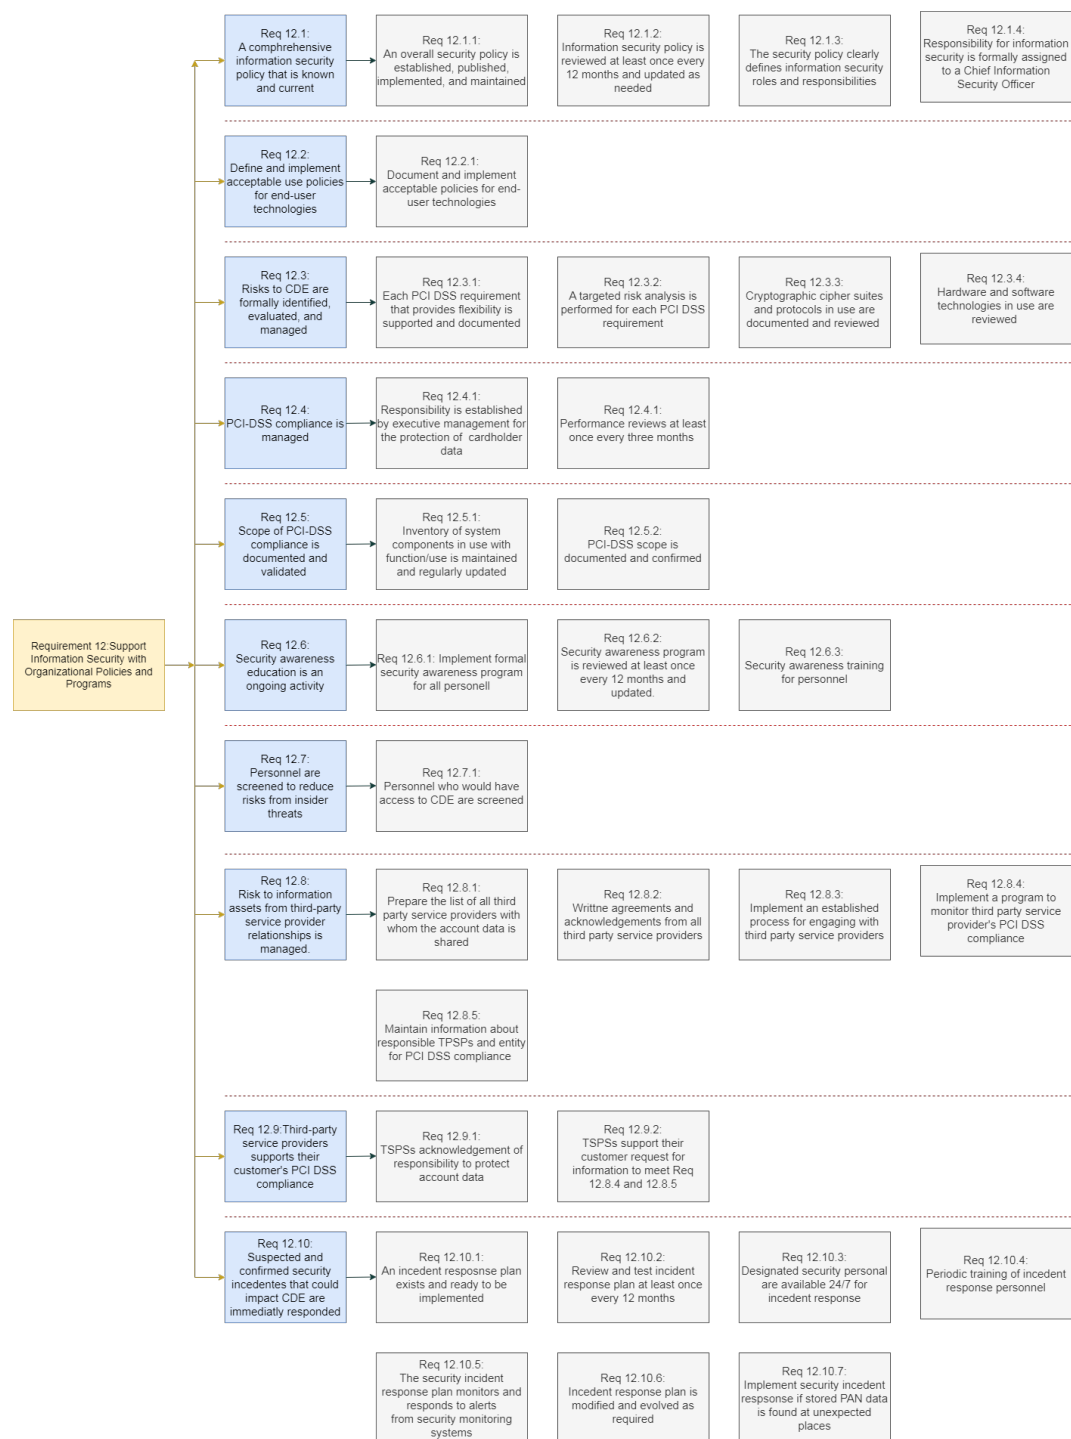 Req 12.1:
A comphrehensive
information security
policy that is known
and current
Req 12.1.1:
An overall security policy is
established, published,
implemented, and maintained
Req 12.1.2:
Information security policy is
reviewed at least once every
12 months and updated as
needed
Req 12.1.3:
The security policy clearly
defines information security
roles and responsibilities
Req 12.1.4:
Responsibility for information
security is formally assigned
to a Chief Information
Security Officer
Req 12.2:
Define and implement
acceptable use policies
for end-user
technologies
Req 12.2.1:
Document and implement
acceptable policies for end-
user technologies
Req 12.3:
Risks to CDE are
formally identified,
evaluated, and
managed
Req 12.3.1:
Each PCI DSS requirement
that provides flexibility is
supported and documented
Req 12.3.2:
A targeted risk analysis is
performed for each PCI DSS
requirement
Req 12.3.3:
Cryptographic cipher suites
and protocols in use are
documented and reviewed
Req 12.3.4:
Hardware and software
technologies in use are
reviewed
Req 12.4:
PCI-DSS compliance is
managed
Req 12.4.1:
Responsibility is established
by executive management for
the protection of cardholder
data
Req 12.4.1:
Performance reviews at least
once every three months
Req 12.5:
Scope of PCI-DSS
compliance is
documented and
validated
Req 12.5.1:
Inventory of system
components in use with
function/use is maintained
and regularly updated
Req 12.5.2:
PCI-DSS scope is
documented and confirmed
Requirement 12:Support
Information Security with
Organizational Policies and
Programs
Req 12.6:
Security awareness
education is an
ongoing activity
Req 12.6.1: Implement formal
security awareness program
for all personell
Req 12.6.2:
Security awareness program
is reviewed at least once
every 12 months and
updated.
Req 12.6.3:
Security awareness training
for personnel
Req 12.7:
Personnel are
screened to reduce
risks from insider
threats
Req 12.7.1:
Personnel who would have
access to CDE are screened
Req 12.8:
Risk to information
assets from third-party
service provider
relationships is
managed.
Req 12.8.1:
Prepare the list of all third
party service providers with
whom the account data is
shared
Req 12.8.2:
Writtne agreements and
acknowledgements from all
third party service providers
Req 12.8.3:
Implement an established
process for engaging with
third party service providers
Req 12.8.4:
Implement a program to
monitor third party service
provider's PCI DSS
compliance
Req 12.8.5:
Maintain information about
responsible TPSPs and entity
for PCI DSS compliance
Req 12.9:Third-party
service providers
supports their
customer's PCI DSS
compliance
Req 12.9.1:
TSPSs acknowledgement of
responsibility to protect
account data
Req 12.9.2:
TSPSs support their
customer request for
information to meet Req
12.8.4 and 12.8.5
Req 12.10:
Suspected and
confirmed security
incedentes that could
impact CDE are
immediatly responded
Req 12.10.1:
An incedent resposnse plan
exists and ready to be
implemented
Req 12.10.2:
Review and test incident
response plan at least once
every 12 months
Req 12.10.3:
Designated security personal
are available 24/7 for
incedent response
Req 12.10.4:
Periodic training of incedent
response personnel
Req 12.10.5:
The security incident
response plan monitors and
responds to alerts
from security monitoring
systems
Req 12.10.6:
Incedent response plan is
modified and evolved as
required
Req 12.10.7:
Implement security incedent
respsonse if stored PAN data
is found at unexpected
places